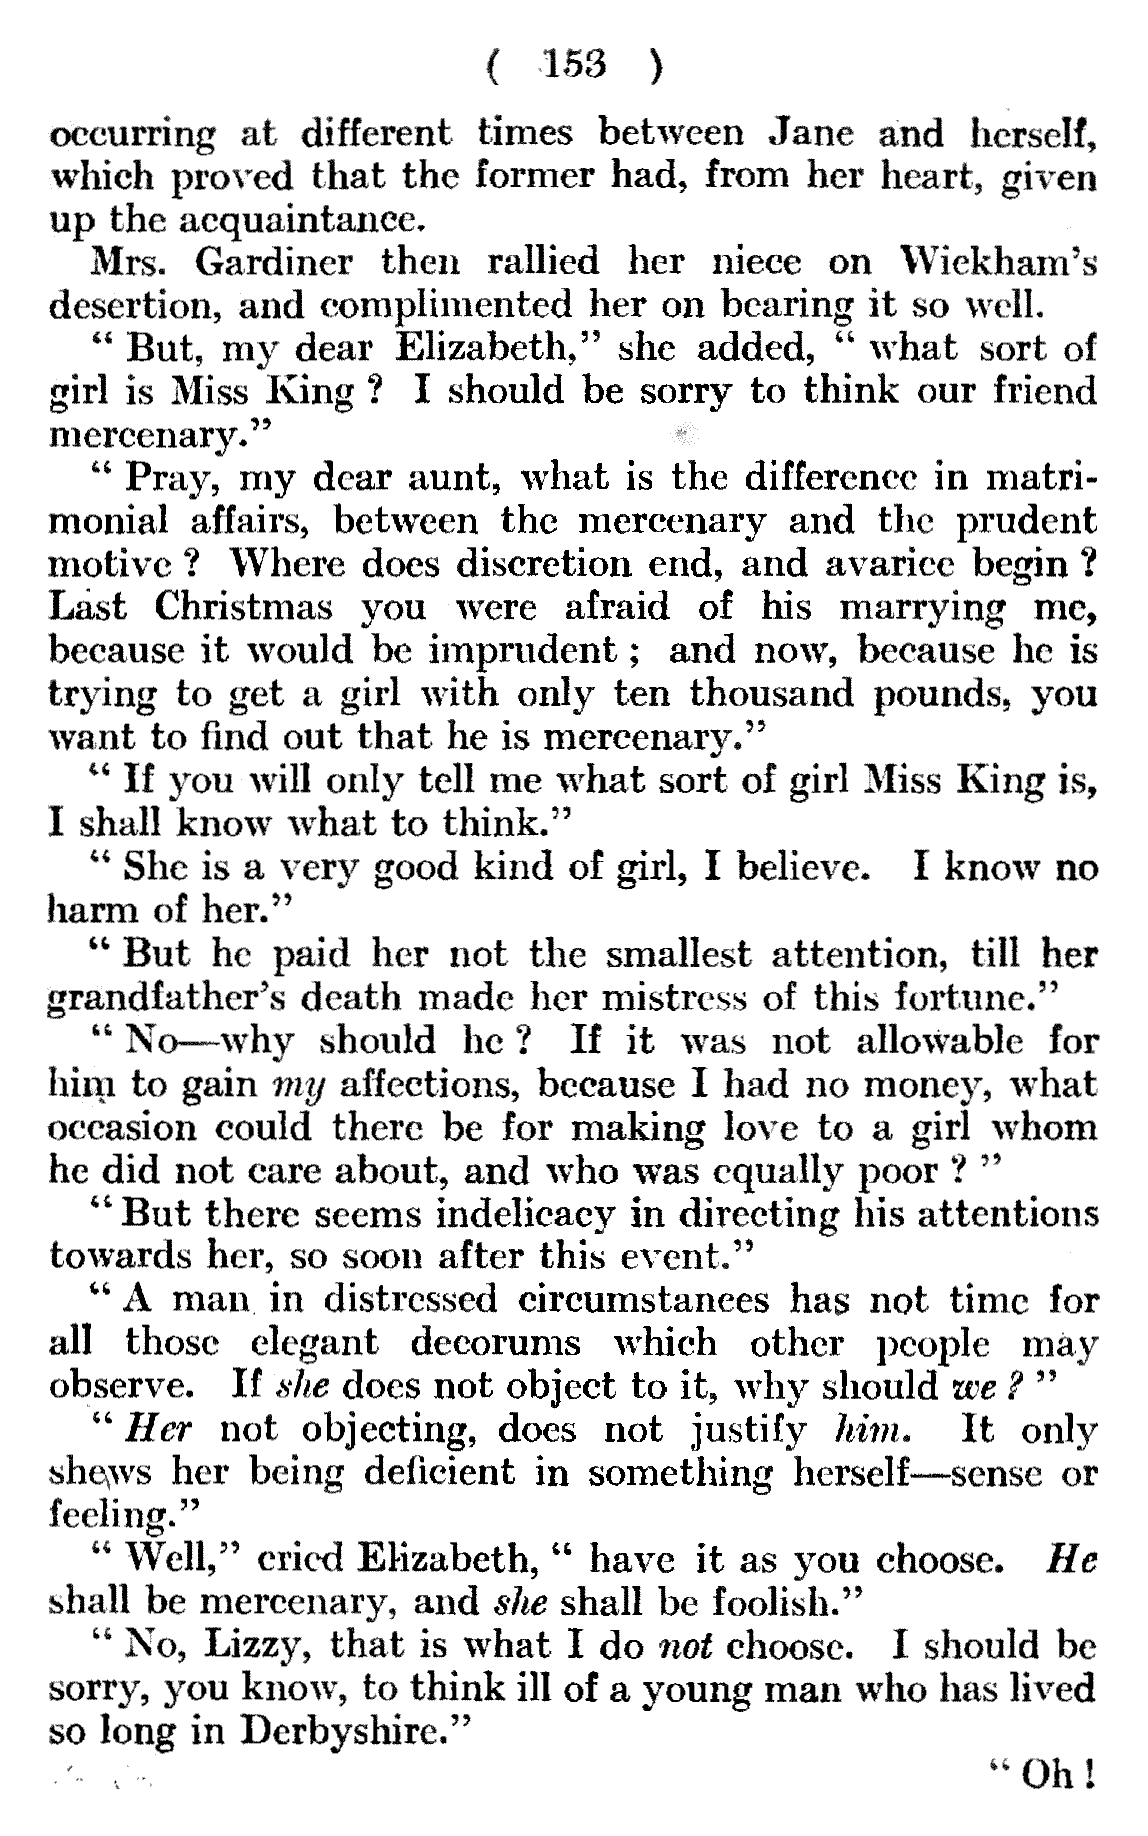 ( 153 )
occurring at different times between Jane and herself,
which proved that the former had, from her heart, given
up the acquaintance.
Mrs. Gardiner then rallied her niece on Wickham's
desertion, and complimented her on bearing it so well.
“ But, my dear Elizabeth,” she added, “ what sort of
girl is Miss King ? I should be sorry to think our friend
mercenary.”
“ Pray, my dear aunt, what is the difference in matri-
monial affairs, between the mercenary and the prudent
motive ? Where does discretion end, and avarice begin ?
Last Christmas you were afraid of his marrying me,
because it would be imprudent ; and now, because he is
trying to get a girl with only ten thousand pounds, you
want to find out that he is mercenary.”
“ If you will only tell me what sort of girl Miss King is,
I shall know what to think.”
“ She is a very good kind of girl, I believe. I know no
harm of her.”
“ But he paid her not the smallest attention, till her
grandfather's death made her mistress of this fortune.”
“ No—why should he ? If it was not allowable for
him to gain my affections, because I had no money, what
occasion could there be for making love to a girl whom
he did not care about, and who was equally poor ? ”
“ But there seems indelicacy in directing his attentions
towards her, so soon after this event.”
“ A man in distressed circumstances has not time for
all those elegant decorums which other people may
observe. If she does not object to it, why should we ? ”
“ Her not objecting, does not justify him. It only
shews her being deficient in something herself—sense or
feeling.”
“ Well,” cried Elizabeth, “ have it as you choose. He
shall be mercenary, and she shall be foolish.”
“ No, Lizzy, that is what I do not choose. I should be
sorry, you know, to think ill of a young man who has lived
so long in Derbyshire.”
“ Oh !